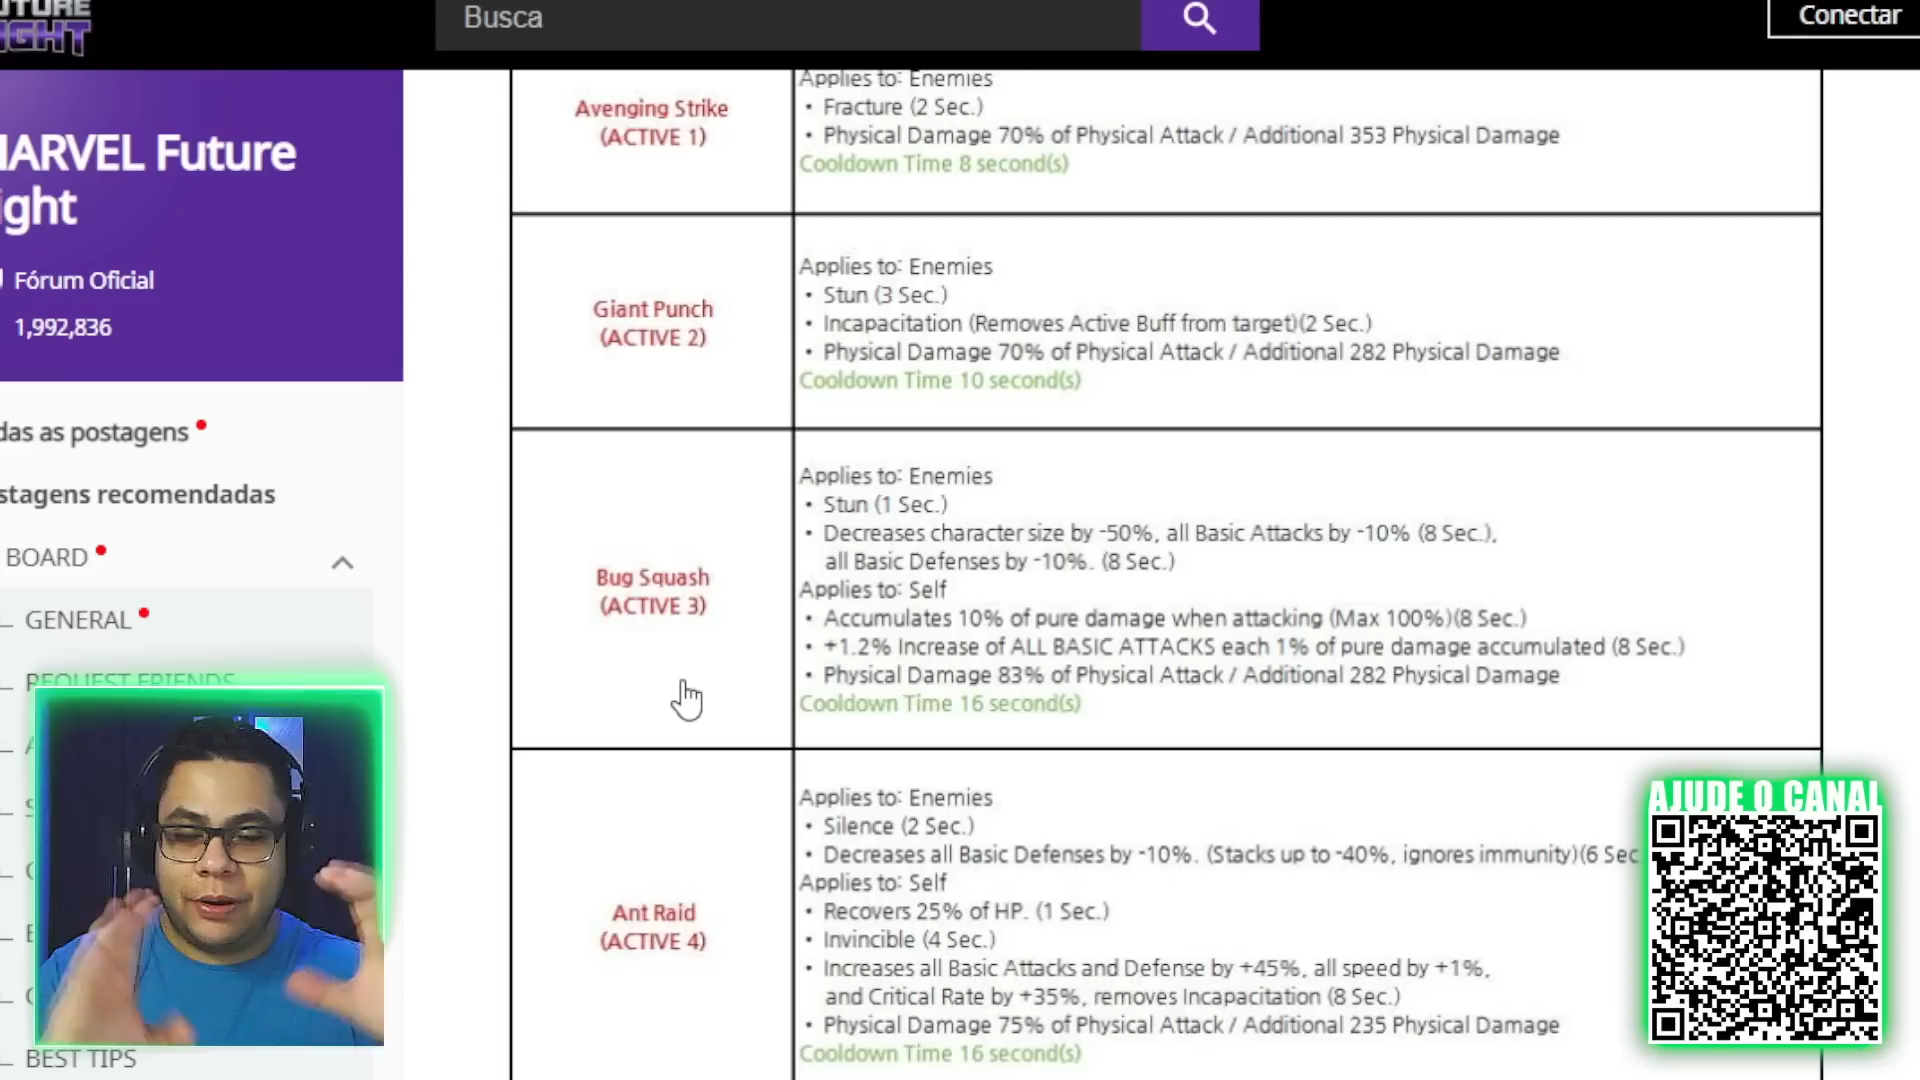 UTURE
IGHT
Busca
Conectar
MARVEL Future
ight
Fórum Oficial
1,992,836
das as postagens
stagens recomendadas
BOARD
GENERAL
REQUEST FRIENDS
BEST TIPS
Avenging Strike
(ACTIVE 1)
Applies to: Enemies
• Fracture (2 Sec.)
• Physical Damage 70% of Physical Attack / Additional 353 Physical Damage
Cooldown Time 8 second(s)
Giant Punch
(ACTIVE 2)
Applies to: Enemies
• Stun (3 Sec.)
• Incapacitation (Removes Active Buff from target)(2 Sec.)
• Physical Damage 70% of Physical Attack / Additional 282 Physical Damage
Cooldown Time 10 second(s)
Bug Squash
(ACTIVE 3)
Applies to: Enemies
• Stun (1 Sec.)
• Decreases character size by -50%, all Basic Attacks by -10% (8 Sec.),
all Basic Defenses by -10%. (8 Sec.)
Applies to: Self
• Accumulates 10% of pure damage when attacking (Max 100%)(8 Sec.)
• +1.2% Increase of ALL BASIC ATTACKS each 1% of pure damage accumulated (8 Sec.)
• Physical Damage 83% of Physical Attack / Additional 282 Physical Damage
Cooldown Time 16 second(s)
Ant Raid
(ACTIVE 4)
Applies to: Enemies
• Silence (2 Sec.)
• Decreases all Basic Defenses by -10%. (Stacks up to -40%, ignores immunity)(6 Sec
Applies to: Self
• Recovers 25% of HP. (1 Sec.)
• Invincible (4 Sec.)
• Increases all Basic Attacks and Defense by +45%, all speed by +1%,
and Critical Rate by +35%, removes Incapacitation (8 Sec.)
• Physical Damage 75% of Physical Attack / Additional 235 Physical Damage
Cooldown Time 16 second(s)
AJUDE O CANAL